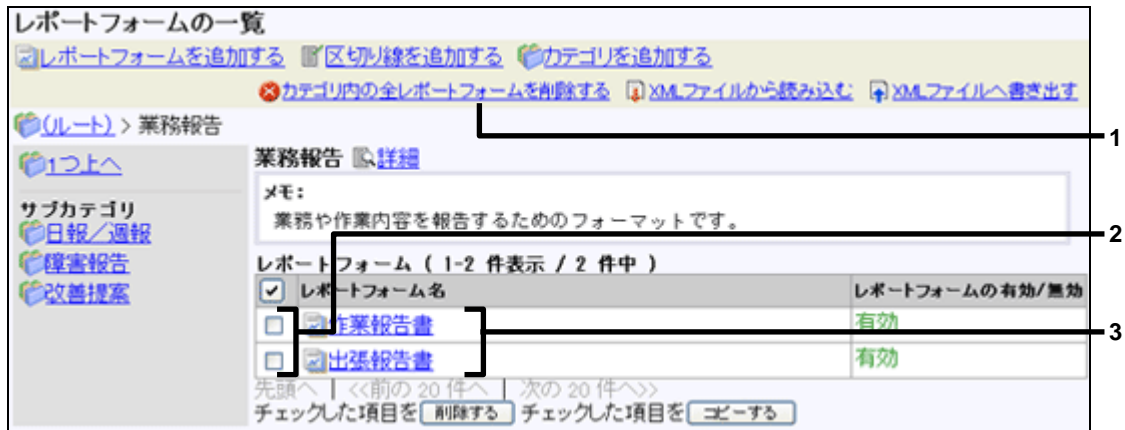 レポートフォームの一覧
レポートフォームを追加する 区切り線を追加する カテゴリを追加する
カテゴリ内の全レポートフォームを削除する XMLファイルから読み込む XMLファイルへ書き出す
(ルート) > 業務報告
1
1つ上へ
業務報告 詳細
メモ:
サブカテゴリ
業務や作業内容を報告するためのフォーマットです。
日報/週報
2
障害報告
レポートフォーム ( 1-2 件表示 / 2 件中 )
改善提案
レポートフォーム名 レポートフォームの有効/無効
作業報告書 有効
3
出張報告書 有効
先頭へ | <<前の 20 件へ | 次の 20 件へ>>
チェックした項目を 削除する チェックした項目を コピーする